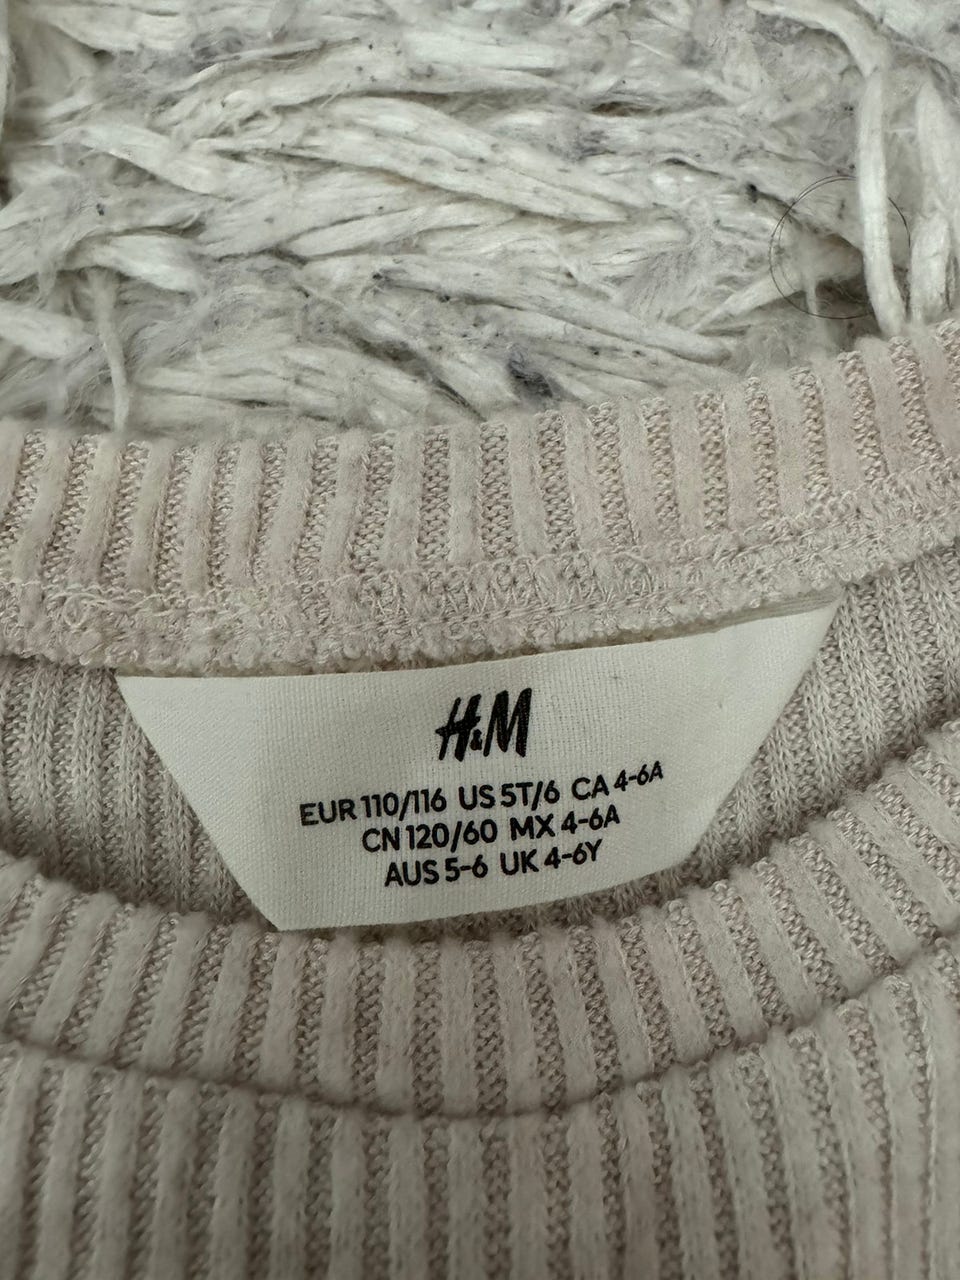 H&M
EUR 110/116 US 5T/6 CA 4-6A
CN 120/60 MX 4-6A
AUS 5-6 UK 4-6Y